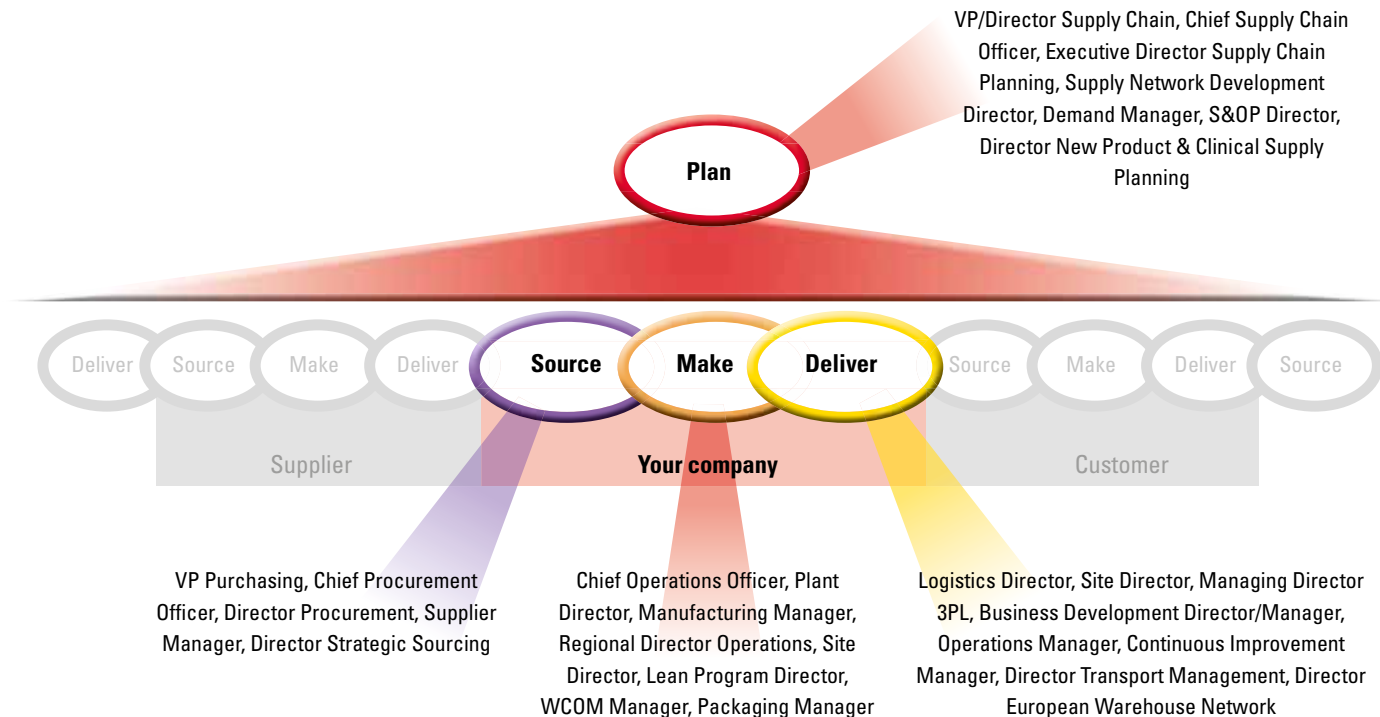 VP/Director Supply Chain, Chief Supply Chain
Officer, Executive Director Supply Chain
Planning, Supply Network Development
Director, Demand Manager, S&OP Director,
Director New Product & Clinical Supply
Planning
Plan
Deliver
Source
Make
Deliver
Source
Make
Deliver
Source
Make
Deliver
Source
Supplier
Your company
Customer
VP Purchasing, Chief Procurement
Officer, Director Procurement, Supplier
Manager, Director Strategic Sourcing
Chief Operations Officer, Plant
Director, Manufacturing Manager,
Regional Director Operations, Site
Director, Lean Program Director,
WCOM Manager, Packaging Manager
Logistics Director, Site Director, Managing Director
3PL, Business Development Director/Manager,
Operations Manager, Continuous Improvement
Manager, Director Transport Management, Director
European Warehouse Network